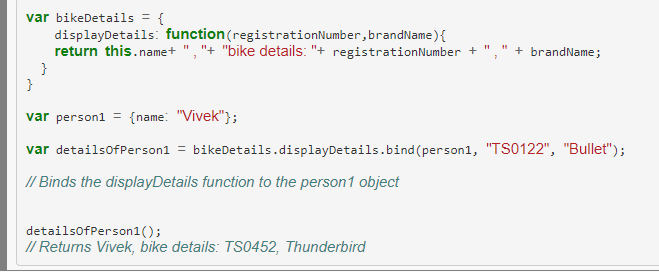 var bikeDetails = {
displayDetails: function(registrationNumber,brandName){
return this.name+ " , "+ "bike details: "+ registrationNumber + " , " + brandName;
}
}
var person1 = {name: "Vivek"};
var detailsOfPerson1 = bikeDetails.displayDetails.bind(person1, "TS0122", "Bullet");
// Binds the displayDetails function to the person1 object
detailsOfPerson1();
// Returns Vivek, bike details: TS0452, Thunderbird